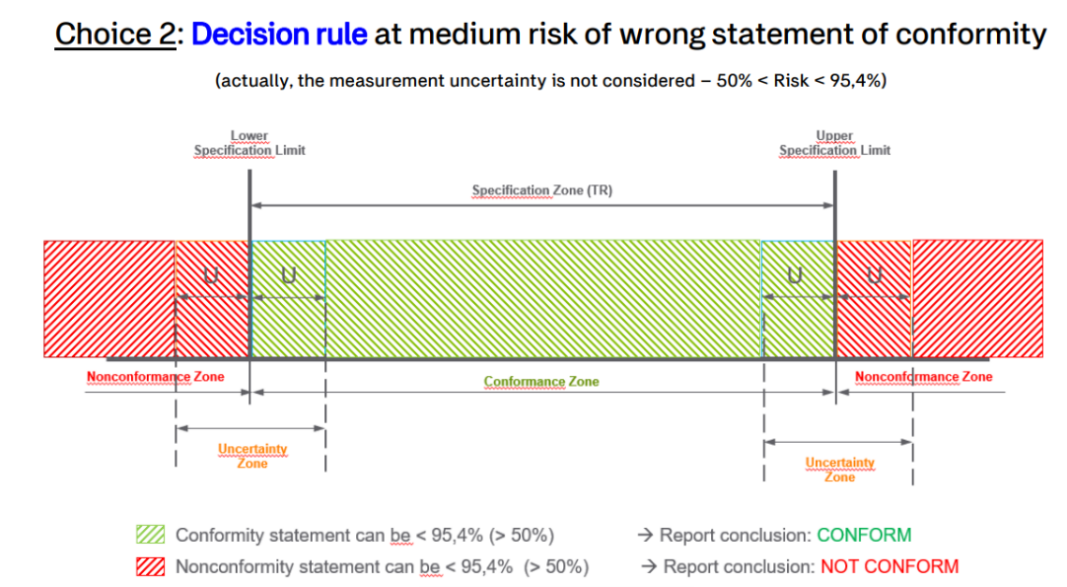 Choice 2: Decision rule at medium risk of wrong statement of conformity
(actually, the measurement uncertainty is not considered – 50% < Risk < 95,4%)
Lower
Specification Limit
Upper
Specification Limit
Specification Zone (TR)
U
U
U
U
Nonconformance Zone
Conformance Zone
Nonconformance Zone
Uncertainty
Zone
Uncertainty
Zone
Conformity statement can be < 95,4% (> 50%)
→ Report conclusion: CONFORM
Nonconformity statement can be < 95,4% (> 50%)
→ Report conclusion: NOT CONFORM